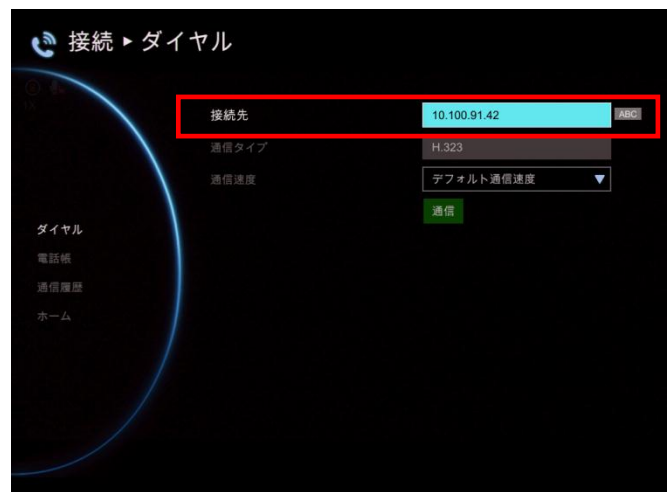 接続 ▸ ダイヤル
接続先 10.100.91.42 ABC
通信タイプ H.323
通信速度 デフォルト通信速度 ▼
通信
ダイヤル
電話帳
通信履歴
ホーム